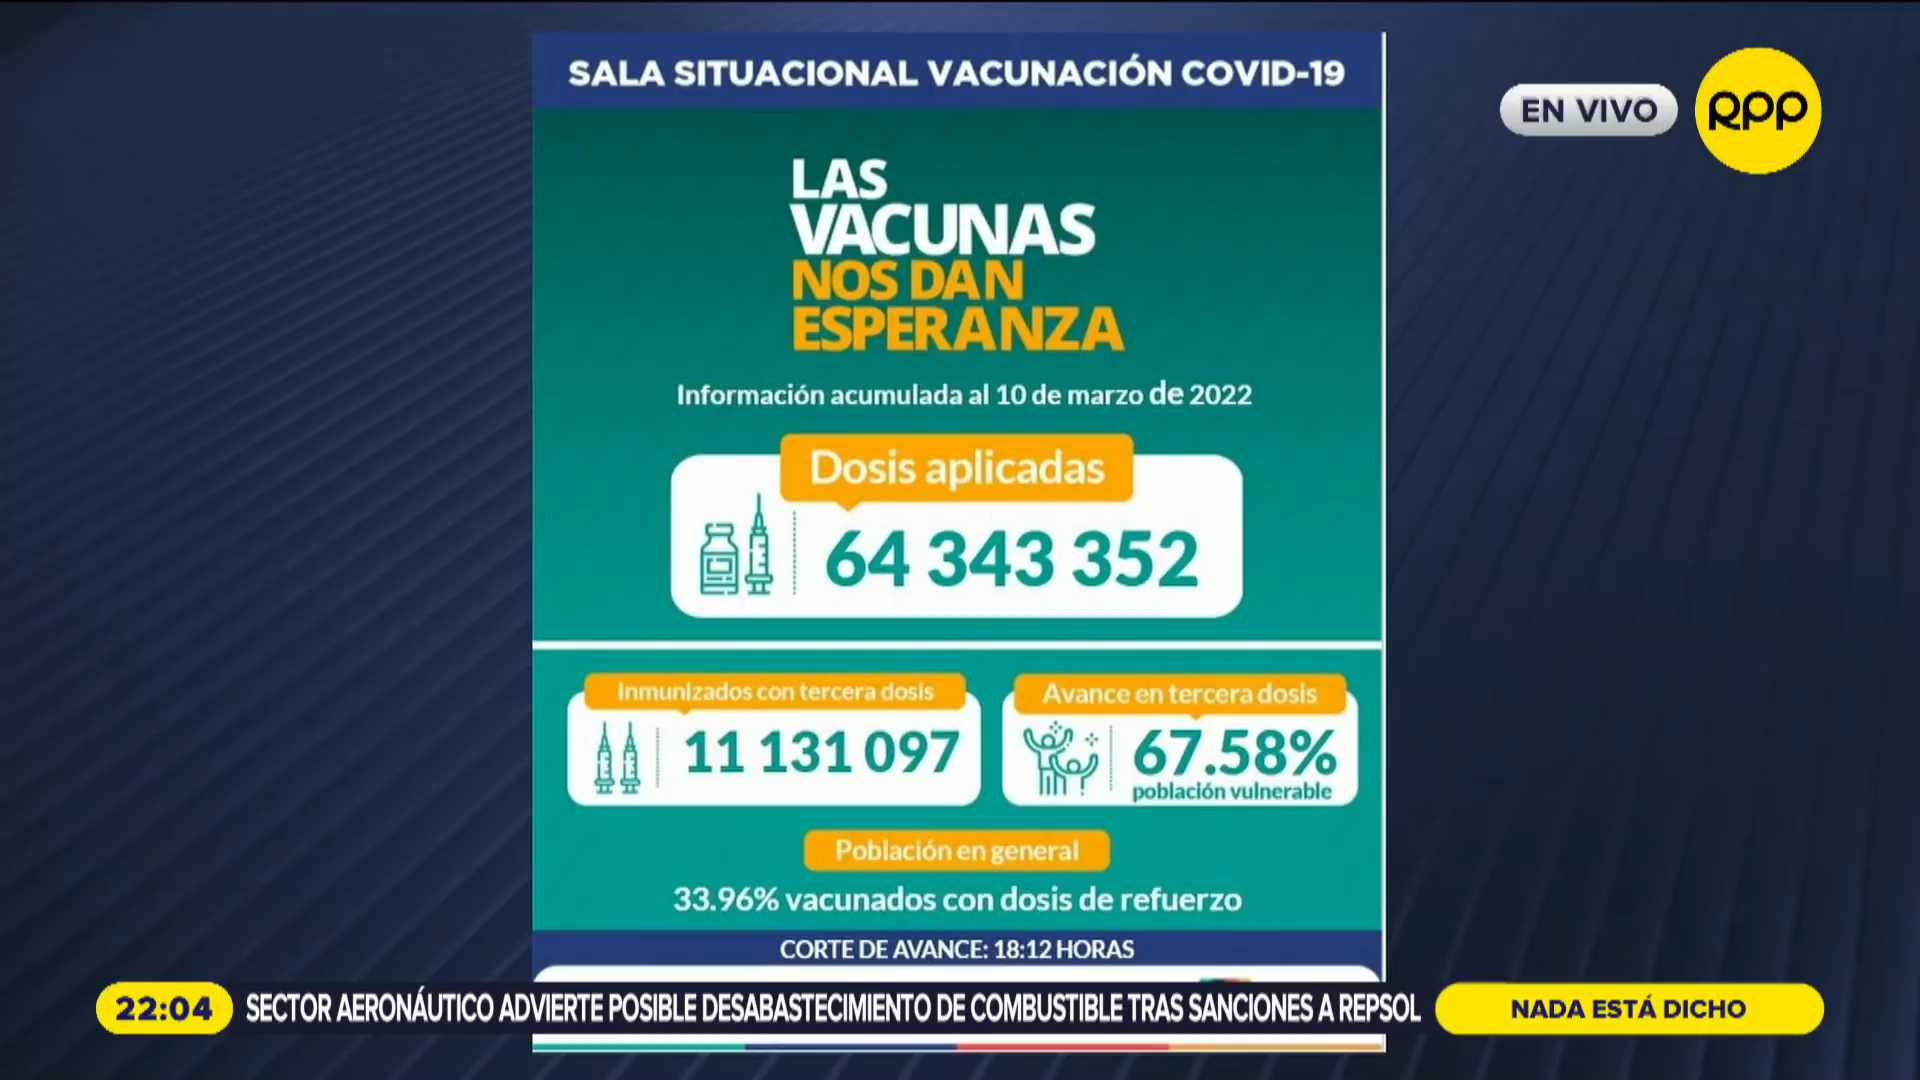 SALA SITUACIONAL VACUNACIÓN COVID-19
EN VIVO
rpp
LAS
VACUNAS
NOS DAN
ESPERANZA
Información acumulada al 10 de marzo de 2022
Dosis aplicadas
64 343 352
Inmunizados con tercera dosis
11 131 097
Avance en tercera dosis
67.58%
población vulnerable
Población en general
33.96% vacunados con dosis de refuerzo
CORTE DE AVANCE: 18:12 HORAS
22:04
SECTOR AERONÁUTICO ADVIERTE POSIBLE DESABASTECIMIENTO DE COMBUSTIBLE TRAS SANCIONES A REPSOL
NADA ESTÁ DICHO